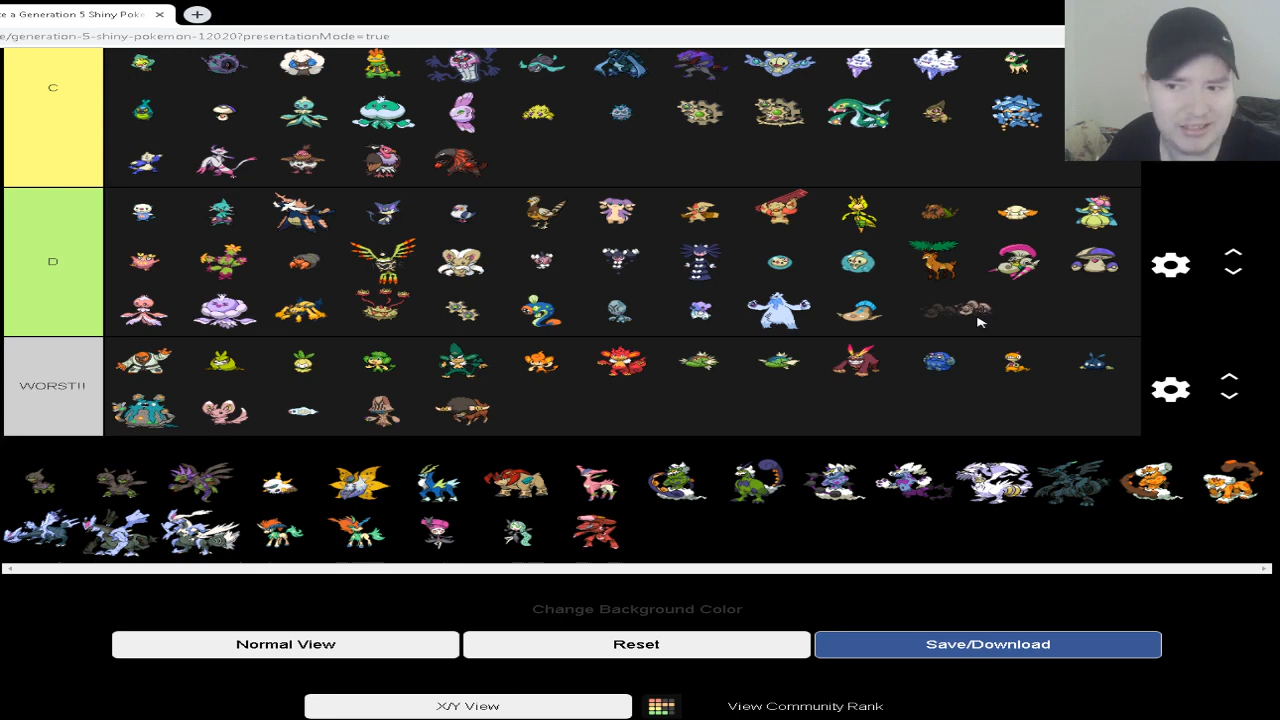 e a Generation 5 Shiny Poke
e/generation-5-shiny-pokemon-12020?presentationMode=true
C
D
WORST!!
Change Background Color
Normal View
Reset
Save/Download
X/Y View
View Community Rank